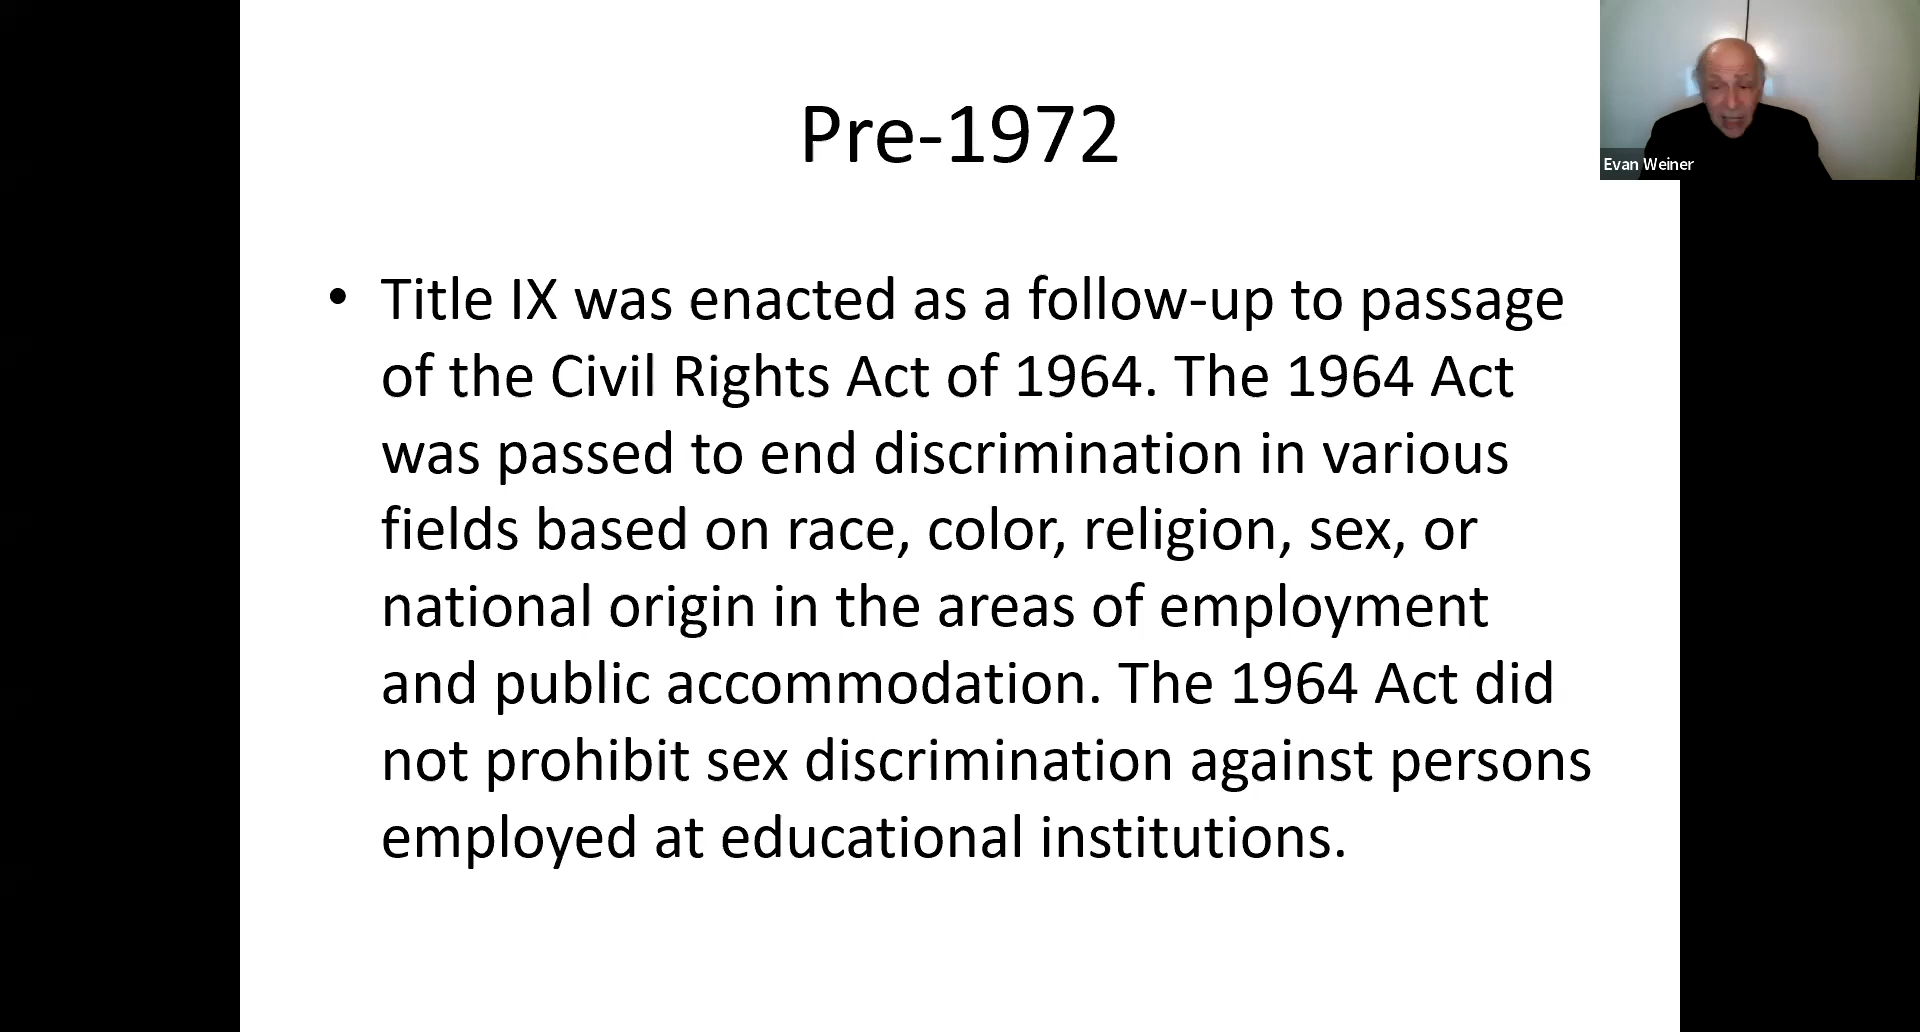 Pre-1972
Evan Weiner
• Title IX was enacted as a follow-up to passage
of the Civil Rights Act of 1964. The 1964 Act
was passed to end discrimination in various
fields based on race, color, religion, sex, or
national origin in the areas of employment
and public accommodation. The 1964 Act did
not prohibit sex discrimination against persons
employed at educational institutions.